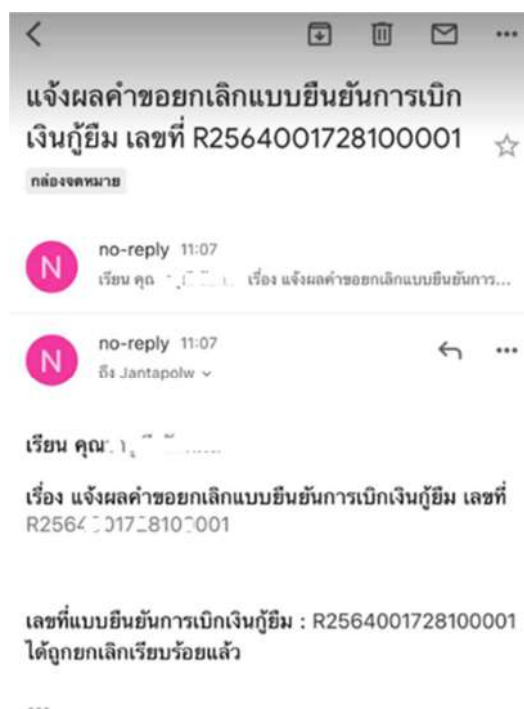 แจ้งผลคำขอยกเลิกแบบยืนยันการเบิก
เงินกู้ยืม เลขที่ R2564001728100001
กล่องจดหมาย
N
no-reply 11:07
เรียน คุณ เรื่อง แจ้งผลคำขอยกเลิกแบบยืนยันการ...
N
no-reply 11:07
ถึง Jantapolw
เรียน คุณ
เรื่อง แจ้งผลคำขอยกเลิกแบบยืนยันการเบิกเงินกู้ยืม เลขที่
เลขที่แบบยืนยันการเบิกเงินกู้ยืม : R2564001728100001
ได้ถูกยกเลิกเรียบร้อยแล้ว